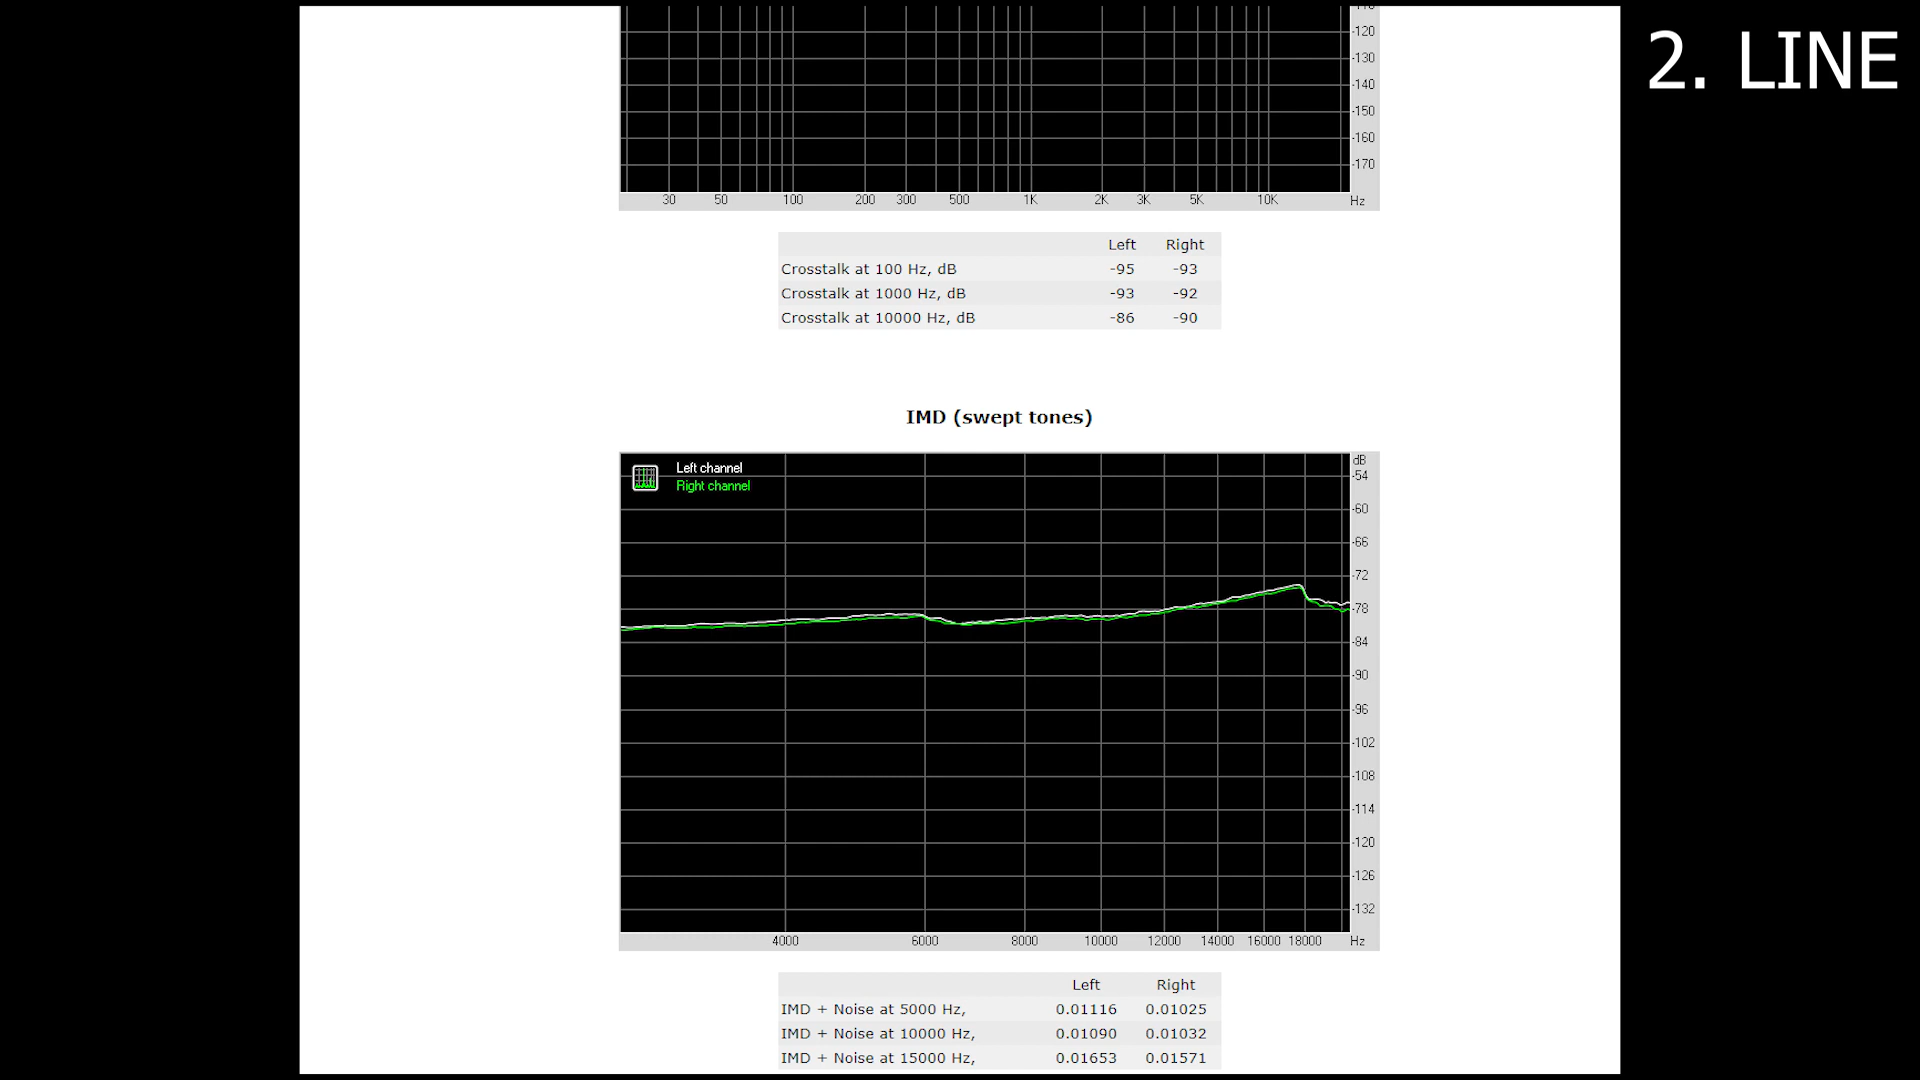 2. LINE
-120
-130
-140
-150
-160
-170
30 50 100 200 300 500 1K 2K 3K 5K 10K Hz
Left Right
Crosstalk at 100 Hz, dB -95 -93
Crosstalk at 1000 Hz, dB -93 -92
Crosstalk at 10000 Hz, dB -86 -90
IMD (swept tones)
Left channel
Right channel
dB
-54
-60
-66
-72
-78
-84
-90
-96
-102
-108
-114
-120
-126
-132
4000 6000 8000 10000 12000 14000 16000 18000 Hz
Left Right
IMD + Noise at 5000 Hz, 0.01116 0.01025
IMD + Noise at 10000 Hz, 0.01090 0.01032
IMD + Noise at 15000 Hz, 0.01653 0.01571